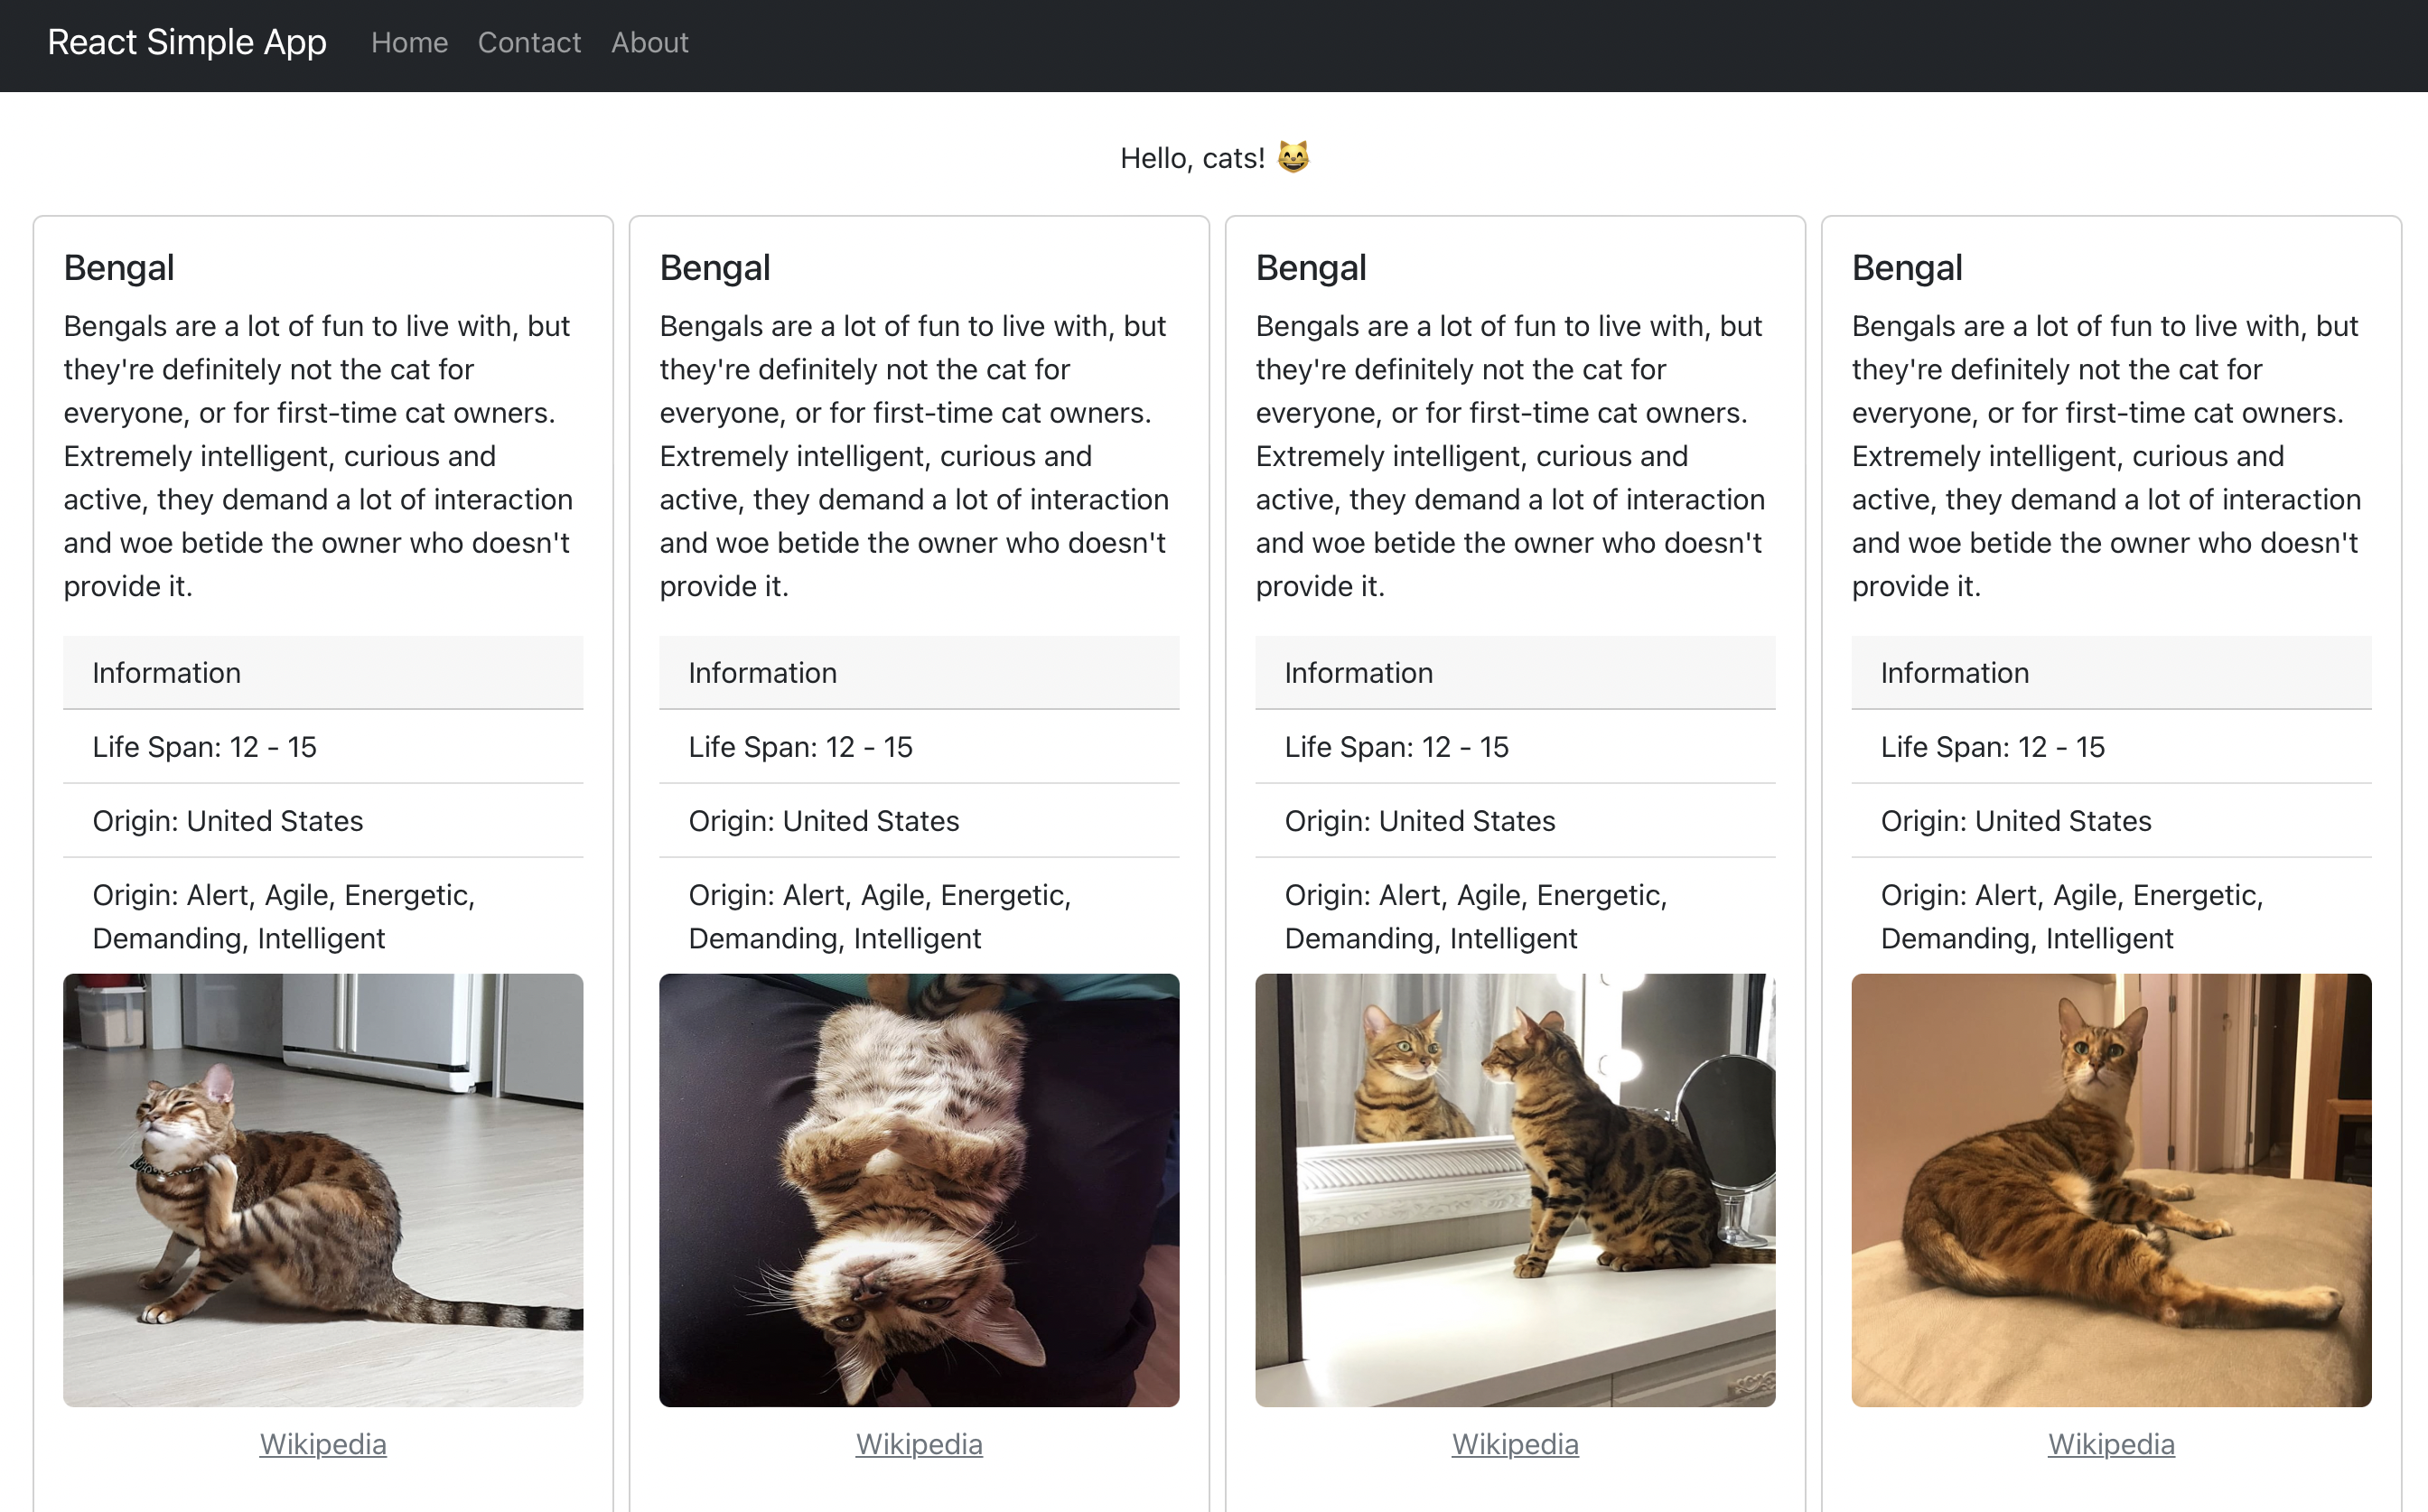 React Simple App Home Contact About
Hello, cats! 😸
Bengal
Bengals are a lot of fun to live with, but
they're definitely not the cat for
everyone, or for first-time cat owners.
Extremely intelligent, curious and
active, they demand a lot of interaction
and woe betide the owner who doesn't
provide it.
Information
Life Span: 12 - 15
Origin: United States
Origin: Alert, Agile, Energetic,
Demanding, Intelligent
Wikipedia
Bengal
Bengals are a lot of fun to live with, but
they're definitely not the cat for
everyone, or for first-time cat owners.
Extremely intelligent, curious and
active, they demand a lot of interaction
and woe betide the owner who doesn't
provide it.
Information
Life Span: 12 - 15
Origin: United States
Origin: Alert, Agile, Energetic,
Demanding, Intelligent
Wikipedia
Bengal
Bengals are a lot of fun to live with, but
they're definitely not the cat for
everyone, or for first-time cat owners.
Extremely intelligent, curious and
active, they demand a lot of interaction
and woe betide the owner who doesn't
provide it.
Information
Life Span: 12 - 15
Origin: United States
Origin: Alert, Agile, Energetic,
Demanding, Intelligent
Wikipedia
Bengal
Bengals are a lot of fun to live with, but
they're definitely not the cat for
everyone, or for first-time cat owners.
Extremely intelligent, curious and
active, they demand a lot of interaction
and woe betide the owner who doesn't
provide it.
Information
Life Span: 12 - 15
Origin: United States
Origin: Alert, Agile, Energetic,
Demanding, Intelligent
Wikipedia